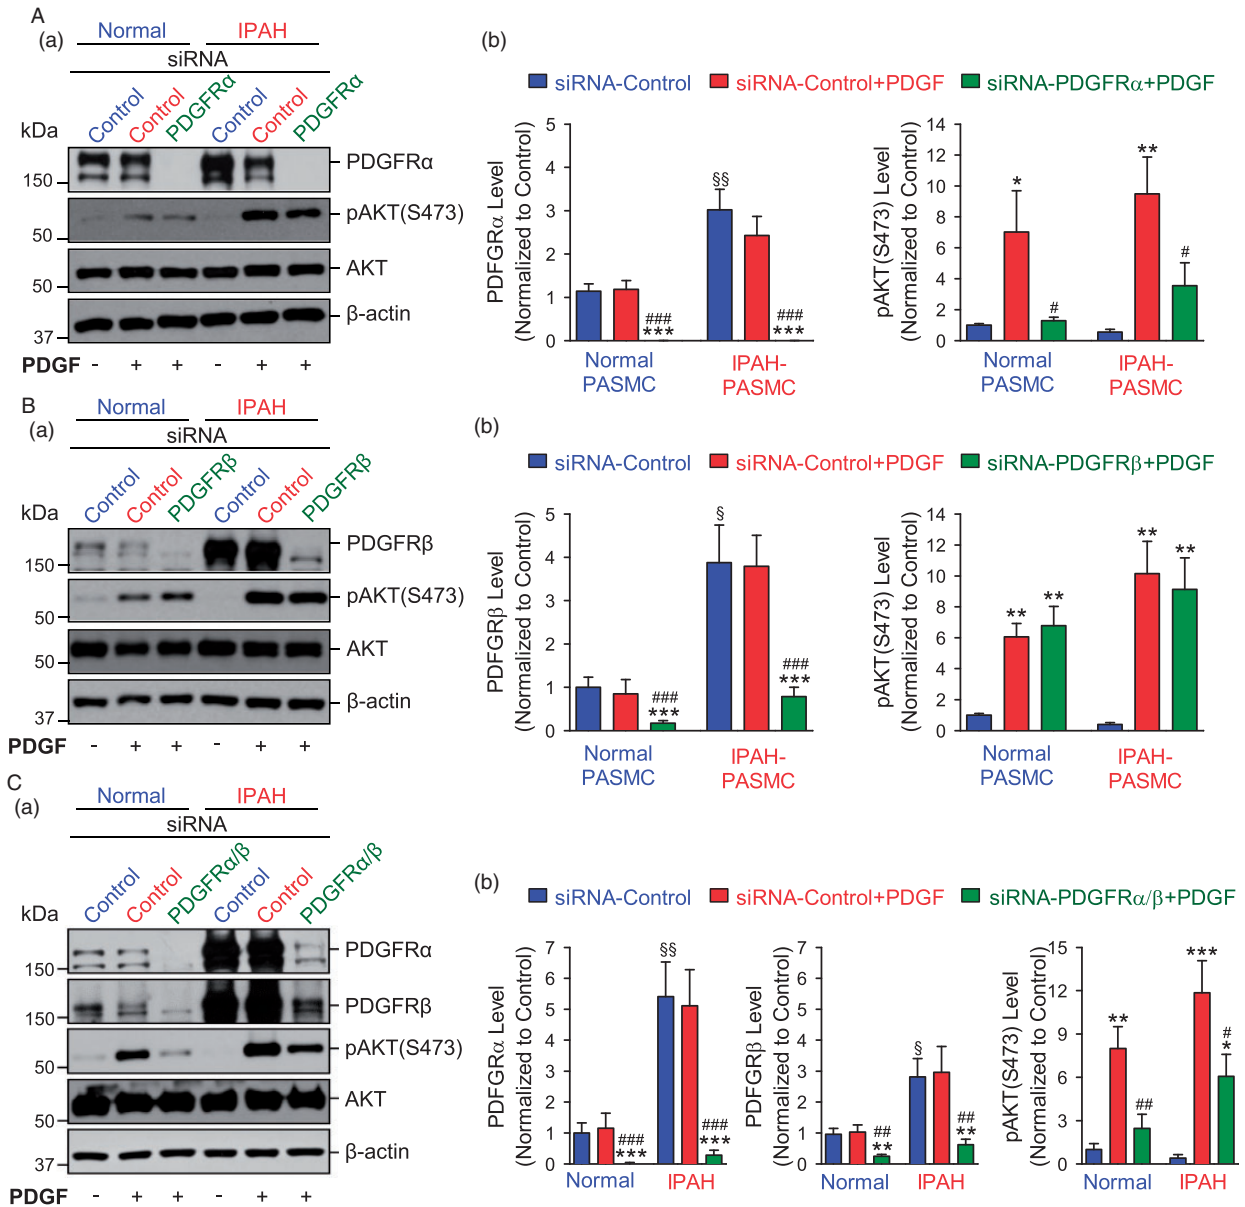 A
(a)
Normal IPAH
siRNA
Control Control PDGFRα Control Control PDGFRα
kDa
PDGFRα
150
pAKT(S473)
50
AKT
50
β-actin
37
PDGF - + + - + +
(b)
siRNA-Control siRNA-Control+PDGF siRNA-PDGFRα+PDGF
PDFGRα Level
(Normalized to Control)
5
4
3
2
1
0
§§
###
***
###
***
Normal
PASMC
IPAH-
PASMC
pAKT(S473) Level
(Normalized to Control)
14
12
10
8
6
4
2
0
*
#
**
#
Normal
PASMC
IPAH-
PASMC
B
(a)
Normal IPAH
siRNA
Control Control PDGFRβ Control Control PDGFRβ
kDa
PDGFRβ
150
pAKT(S473)
50
AKT
50
β-actin
37
PDGF - + + - + +
(b)
siRNA-Control siRNA-Control+PDGF siRNA-PDGFRβ+PDGF
PDFGRβ Level
(Normalized to Control)
5
4
3
2
1
0
###
***
§
###
***
Normal
PASMC
IPAH-
PASMC
pAKT(S473) Level
(Normalized to Control)
14
12
10
8
6
4
2
0
**
**
**
**
Normal
PASMC
IPAH-
PASMC
C
(a)
Normal IPAH
siRNA
Control Control PDGFRα/β Control Control PDGFRα/β
kDa
PDGFRα
150
PDGFRβ
150
pAKT(S473)
50
AKT
50
β-actin
37
PDGF - + + - + +
(b)
siRNA-Control siRNA-Control+PDGF siRNA-PDGFRα/β+PDGF
PDFGRα Level
(Normalized to Control)
7
6
5
4
3
2
1
0
###
***
§§
###
***
Normal IPAH
PDFGRβ Level
(Normalized to Control)
7
6
5
4
3
2
1
0
##
**
§
##
**
Normal IPAH
pAKT(S473) Level
(Normalized to Control)
15
12
9
6
3
0
**
##
***
#
*
Normal IPAH